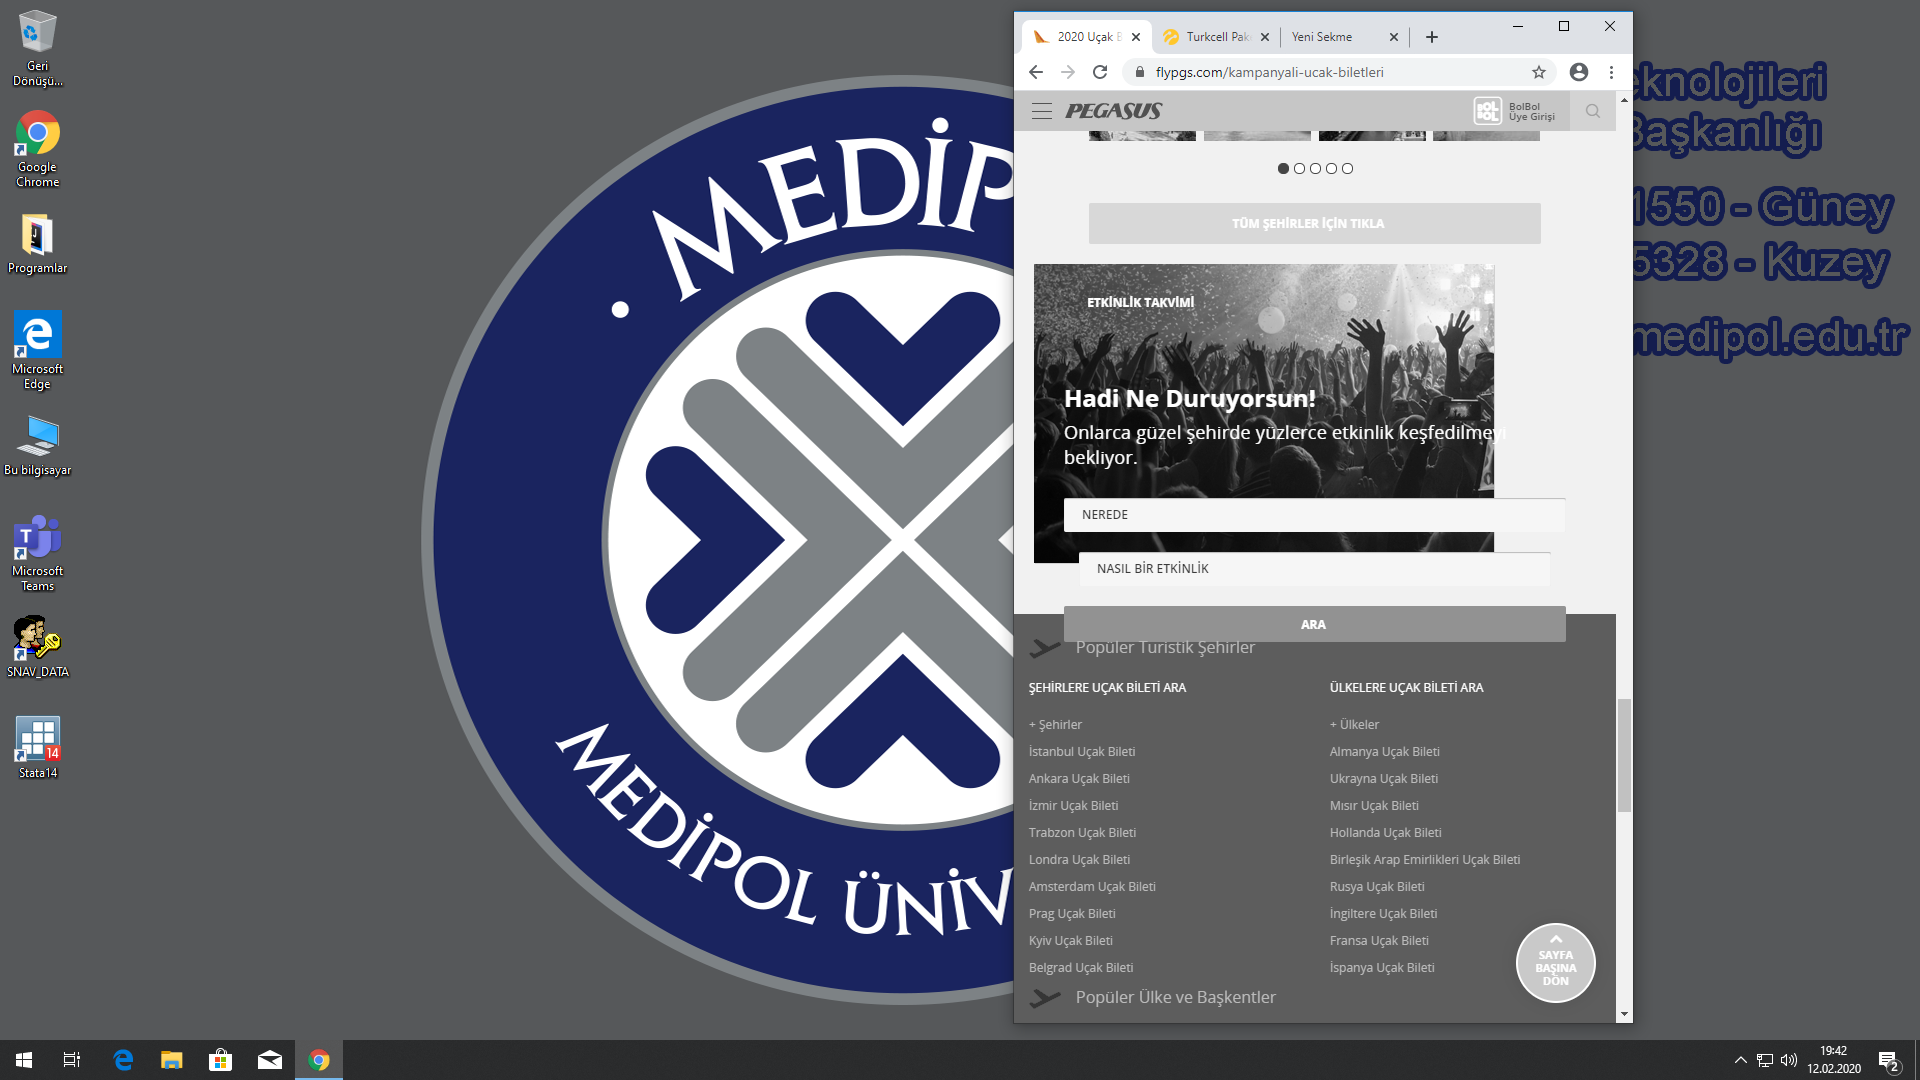 Geri
Dönüşü...
Google
Chrome
Programlar
Microsoft
Edge
Bu bilgisayar
Microsoft
Teams
SNAV_DATA
14
Stata14
MEDİP
MEDİPOL ÜNİV
2020 Uçak B
Turkcell Pak
Yeni Sekme
flypgs.com/kampanyali-ucak-biletleri
PEGASUS
BOL BOL
BolBol
Üye Girişi
TÜM ŞEHİRLER İÇİN TIKLA
ETKİNLİK TAKVİMİ
Hadi Ne Duruyorsun!
Onlarca güzel şehirde yüzlerce etkinlik keşfedilmeyi
bekliyor.
NEREDE
NASIL BİR ETKİNLİK
ARA
Popüler Turistik Şehirler
ŞEHİRLERE UÇAK BİLETİ ARA
+ Şehirler
İstanbul Uçak Bileti
Ankara Uçak Bileti
İzmir Uçak Bileti
Trabzon Uçak Bileti
Londra Uçak Bileti
Amsterdam Uçak Bileti
Prag Uçak Bileti
Kyiv Uçak Bileti
Belgrad Uçak Bileti
ÜLKELERE UÇAK BİLETİ ARA
+ Ülkeler
Almanya Uçak Bileti
Ukrayna Uçak Bileti
Mısır Uçak Bileti
Hollanda Uçak Bileti
Birleşik Arap Emirlikleri Uçak Bileti
Rusya Uçak Bileti
İngiltere Uçak Bileti
Fransa Uçak Bileti
İspanya Uçak Bileti
SAYFA
BAŞINA
DÖN
Popüler Ülke ve Başkentler
eknolojileri
Başkanlığı
1550 - Güney
5328 - Kuzey
medipol.edu.tr
19:42
12.02.2020
2